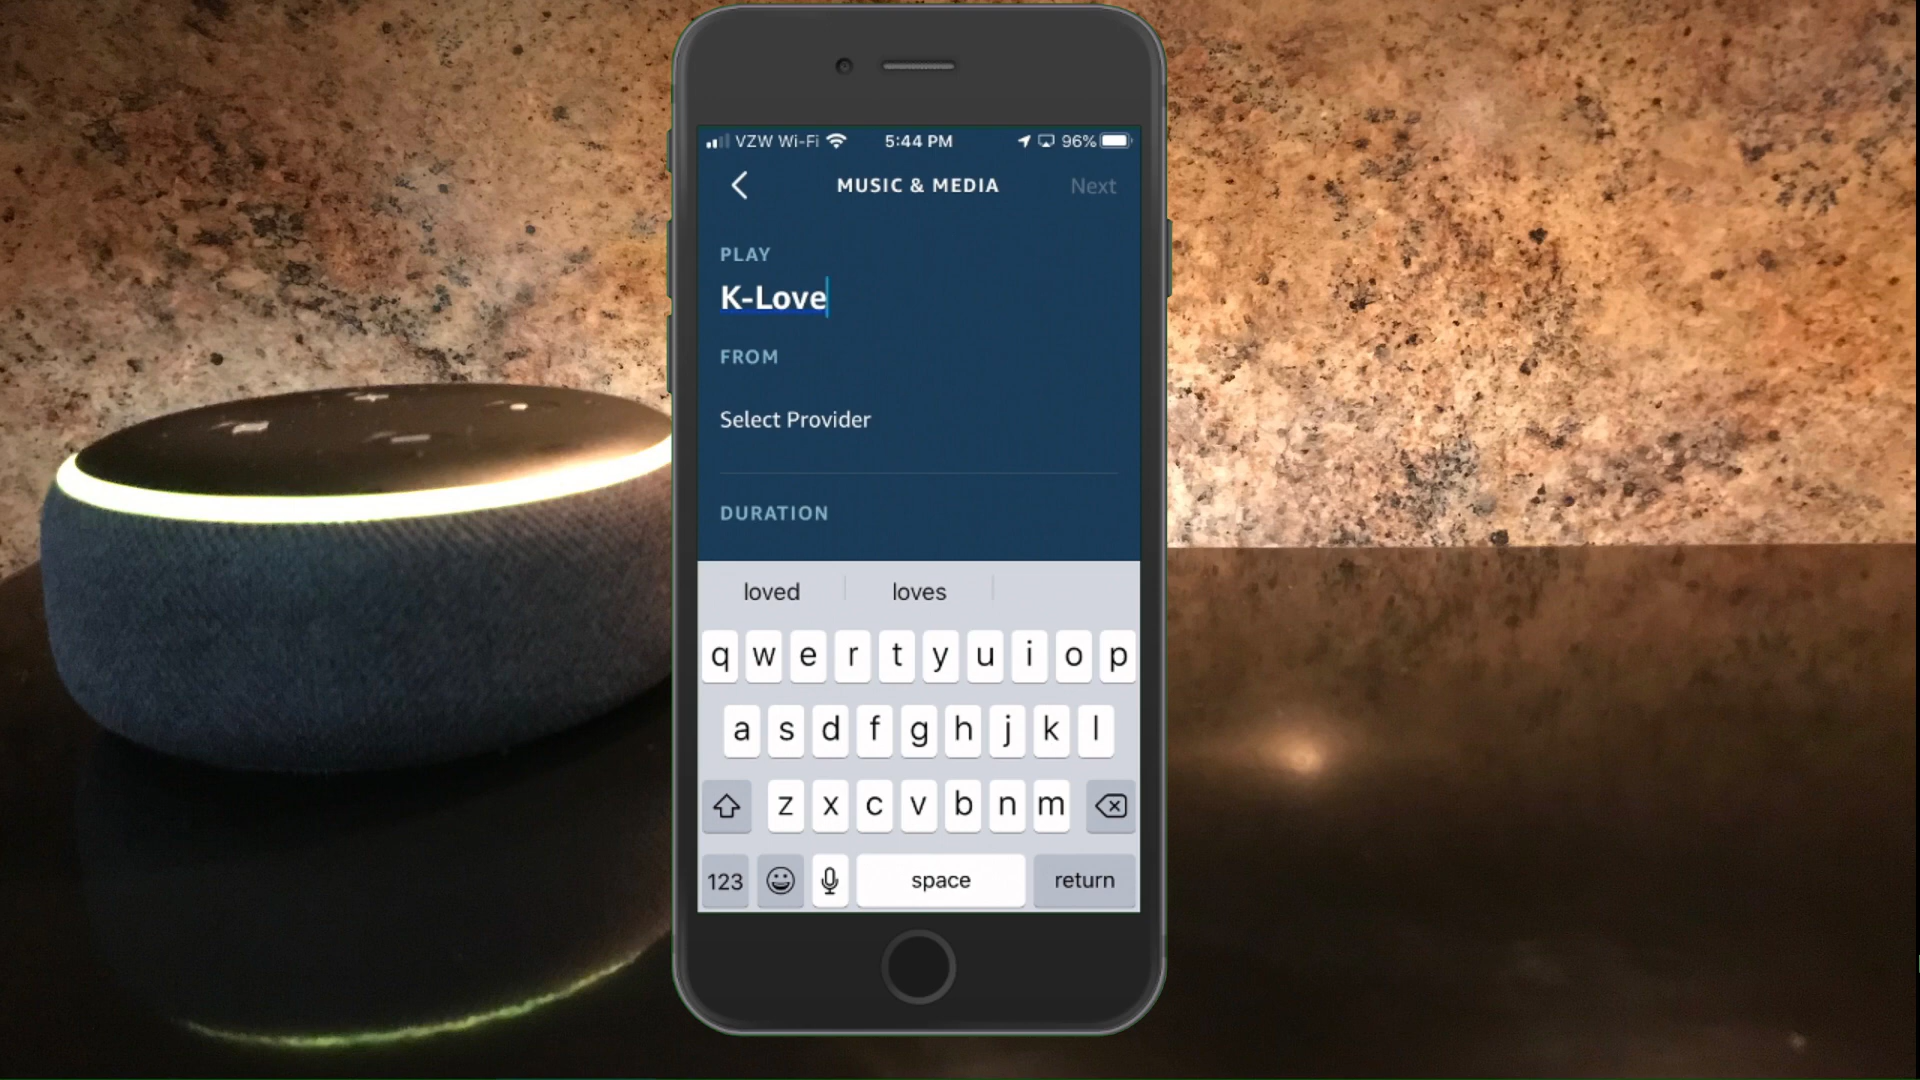 VZW Wi-Fi 5:44 PM 96%
MUSIC & MEDIA Next
PLAY
K-Love
FROM
Select Provider
DURATION
loved loves
q w e r t y u i o p
a s d f g h j k l
z x c v b n m
123 space return